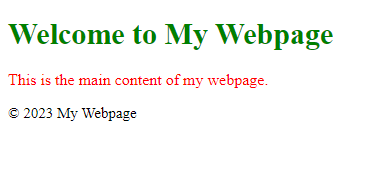 Welcome to My Webpage
This is the main content of my webpage.
© 2023 My Webpage